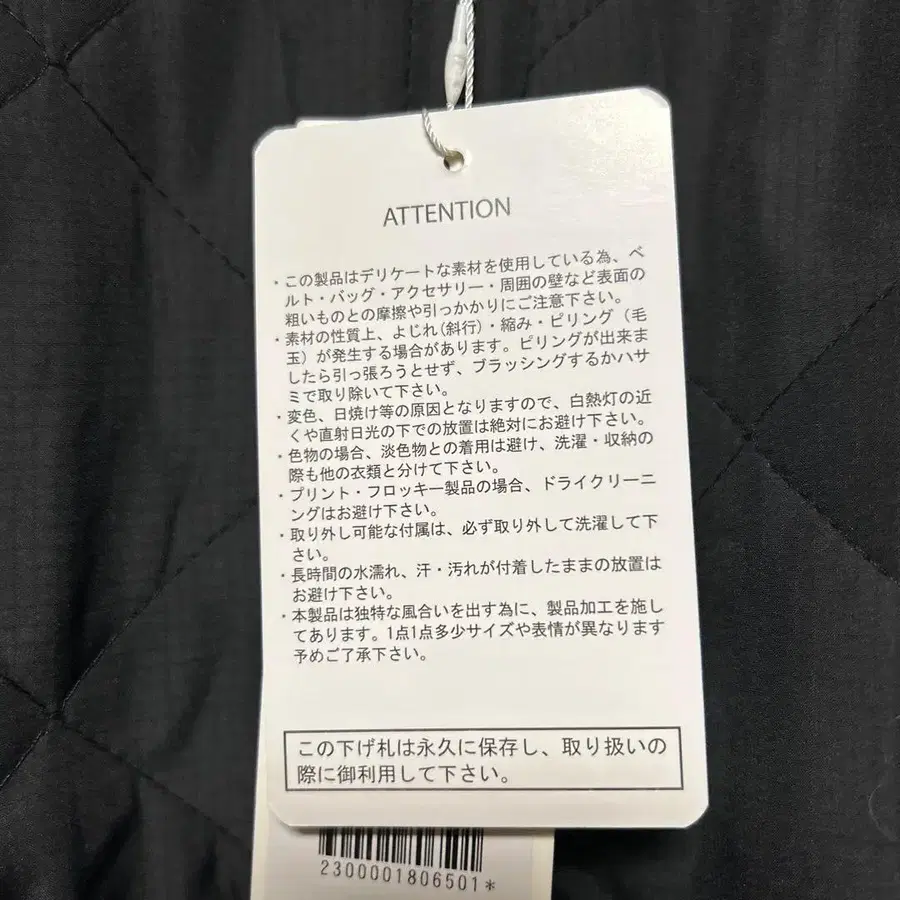 ATTENTION
・この製品はデリケートな素材を使用している為、ベ
ルト・バッグ・アクセサリー・周囲の壁など表面の
粗いものとの摩擦や引っかかりにご注意下さい。
・素材の性質上、よじれ(斜行)・縮み・ピリング（毛
玉）が発生する場合があります。ピリングが出来ま
したら引っ張ろうとせず、ブラッシングするかハサ
ミで取り除いて下さい。
・変色、日焼け等の原因となりますので、白熱灯の近
くや直射日光の下での放置は絶対にお避け下さい。
・色物の場合、淡色物との着用は避け、洗濯・収納の
際も他の衣類と分けて下さい。
・プリント・フロッキー製品の場合、ドライクリーニ
ングはお避け下さい。
・取り外し可能な付属は、必ず取り外して洗濯して下
さい。
・長時間の水濡れ、汗・汚れが付着したままの放置は
お避け下さい。
・本製品は独特な風合いを出す為に、製品加工を施し
てあります。1点1点多少サイズや表情が異なります
予めご了承下さい。
この下げ札は永久に保存し、取り扱いの
際に御利用して下さい。
2300001806501*